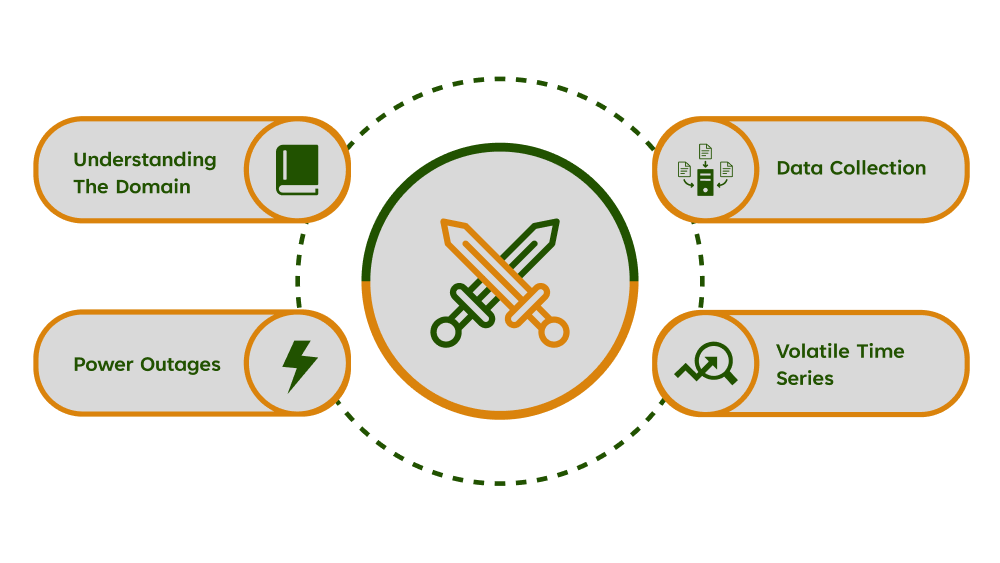 Understanding
The Domain
Data Collection
Power Outages
Volatile Time
Series